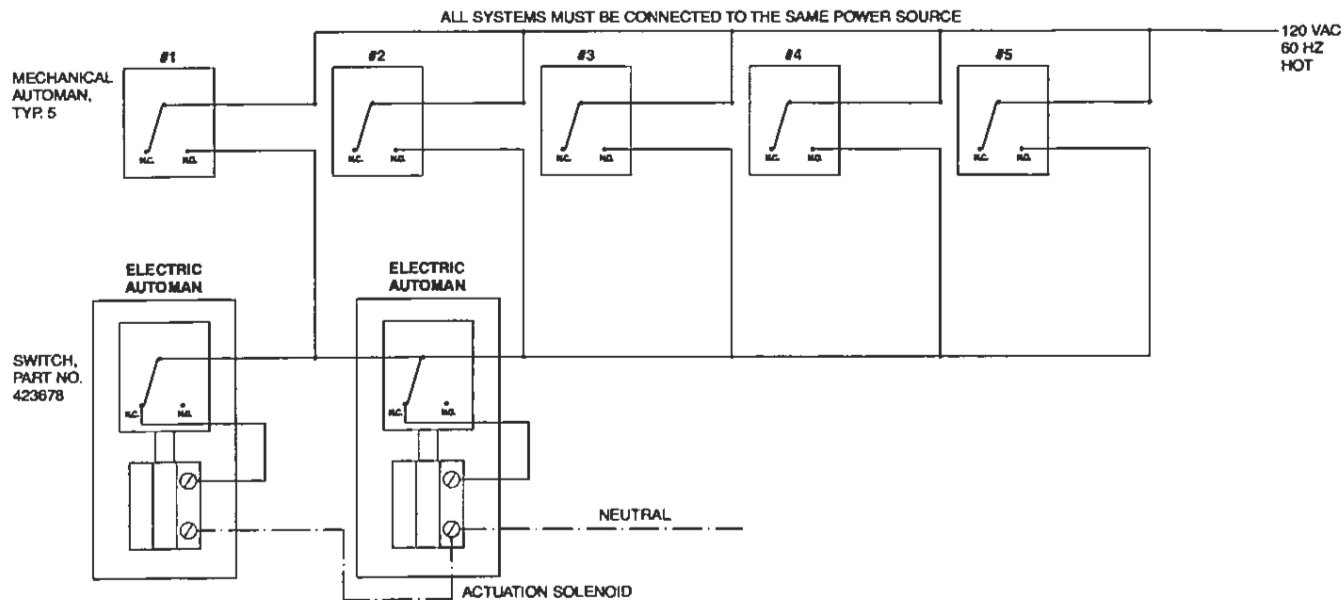 ALL SYSTEMS MUST BE CONNECTED TO THE SAME POWER SOURCE
120 VAC
60 HZ
HOT
#1
#2
#3
#4
#5
MECHANICAL
AUTOMAN,
TYP. 5
N.C. N.O.
N.C. N.O.
N.C. N.O.
N.C. N.O.
N.C. N.O.
ELECTRIC
AUTOMAN
ELECTRIC
AUTOMAN
SWITCH,
PART NO.
423878
N.C. N.O.
N.C. N.O.
NEUTRAL
ACTUATION SOLENOID